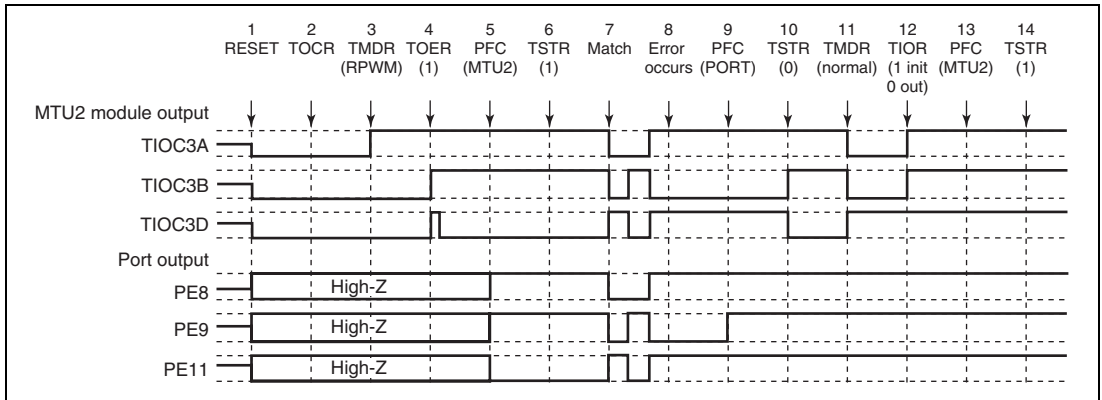 1 2 3 4 5 6 7 8 9 10 11 12 13 14
RESET TOCR TMDR TOER PFC TSTR Match Error PFC TSTR TMDR TIOR PFC TSTR
(RPWM) (1) (MTU2) (1) occurs (PORT) (0) (normal) (1 init (MTU2) (1)
0 out)
MTU2 module output
TIOC3A
TIOC3B
TIOC3D
Port output
PE8 High-Z
PE9 High-Z
PE11 High-Z